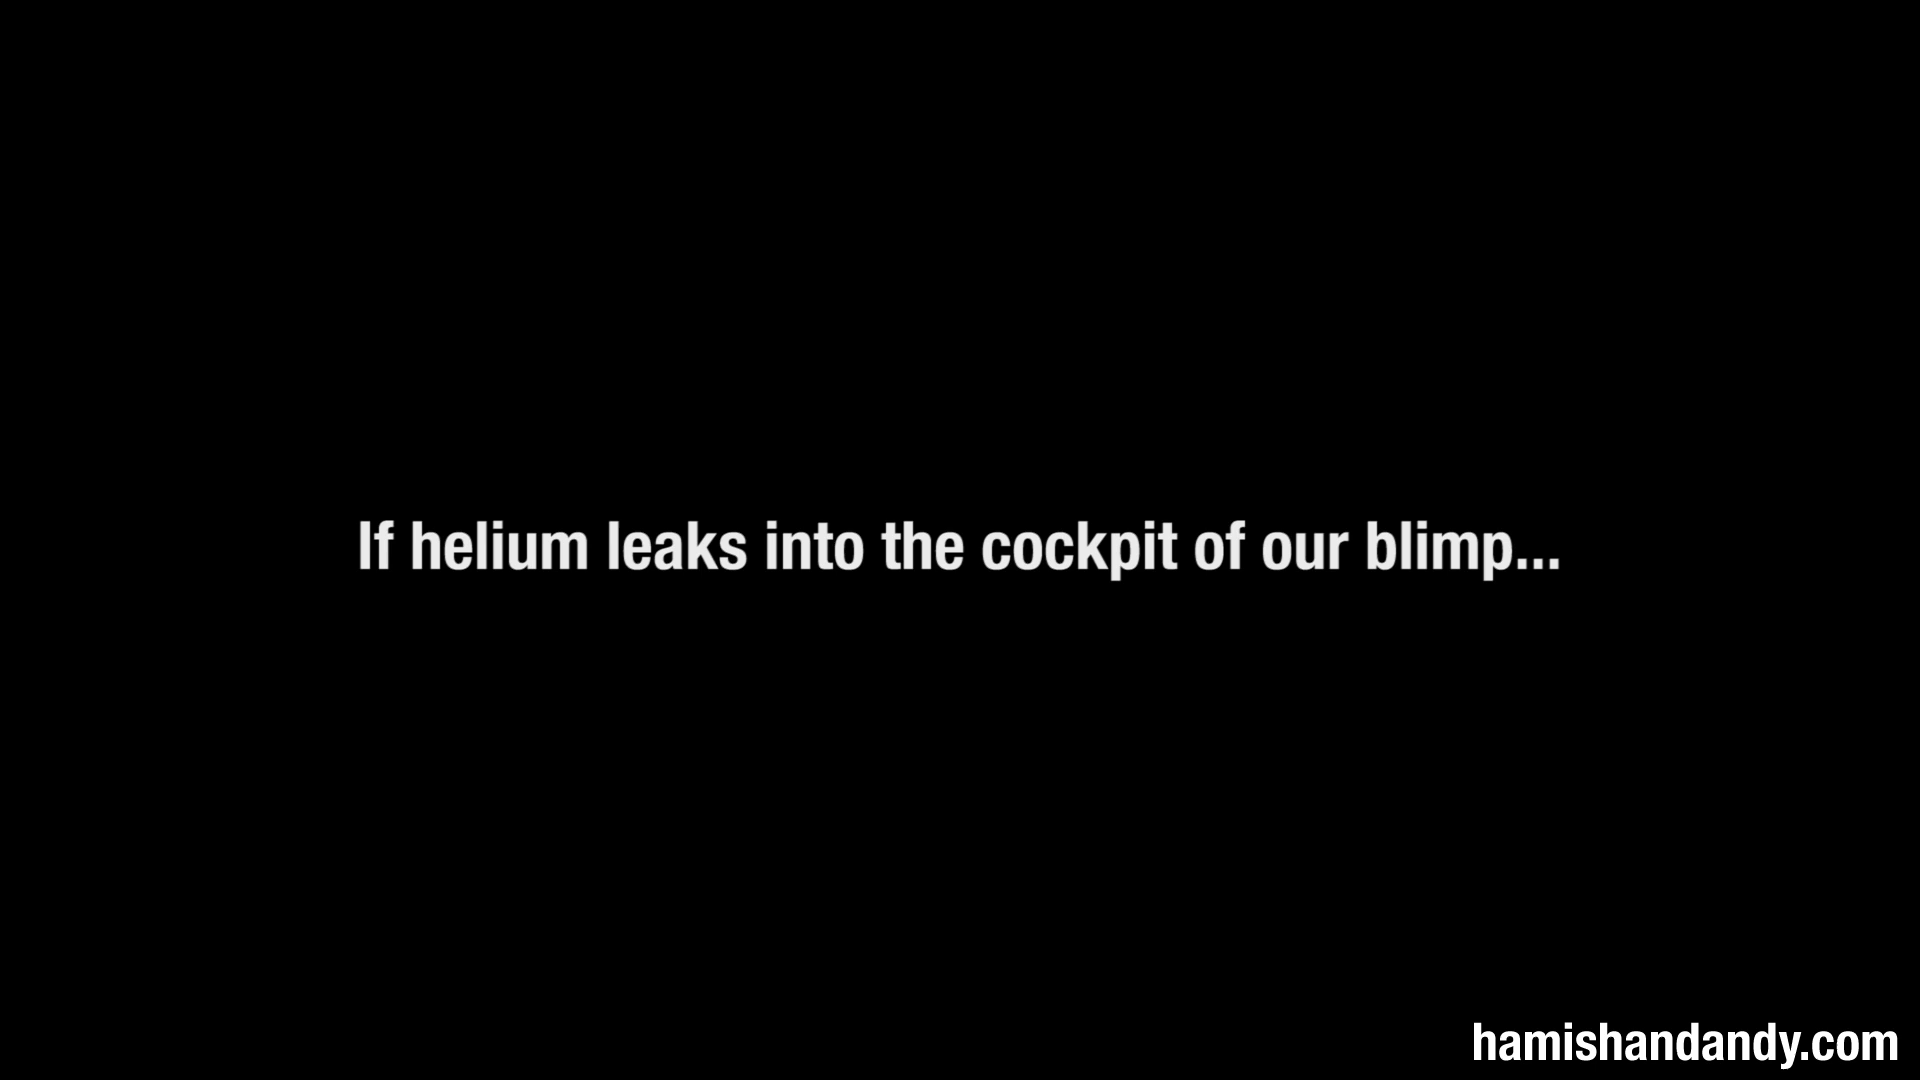 If helium leaks into the cockpit of our blimp...
hamishandandy.com